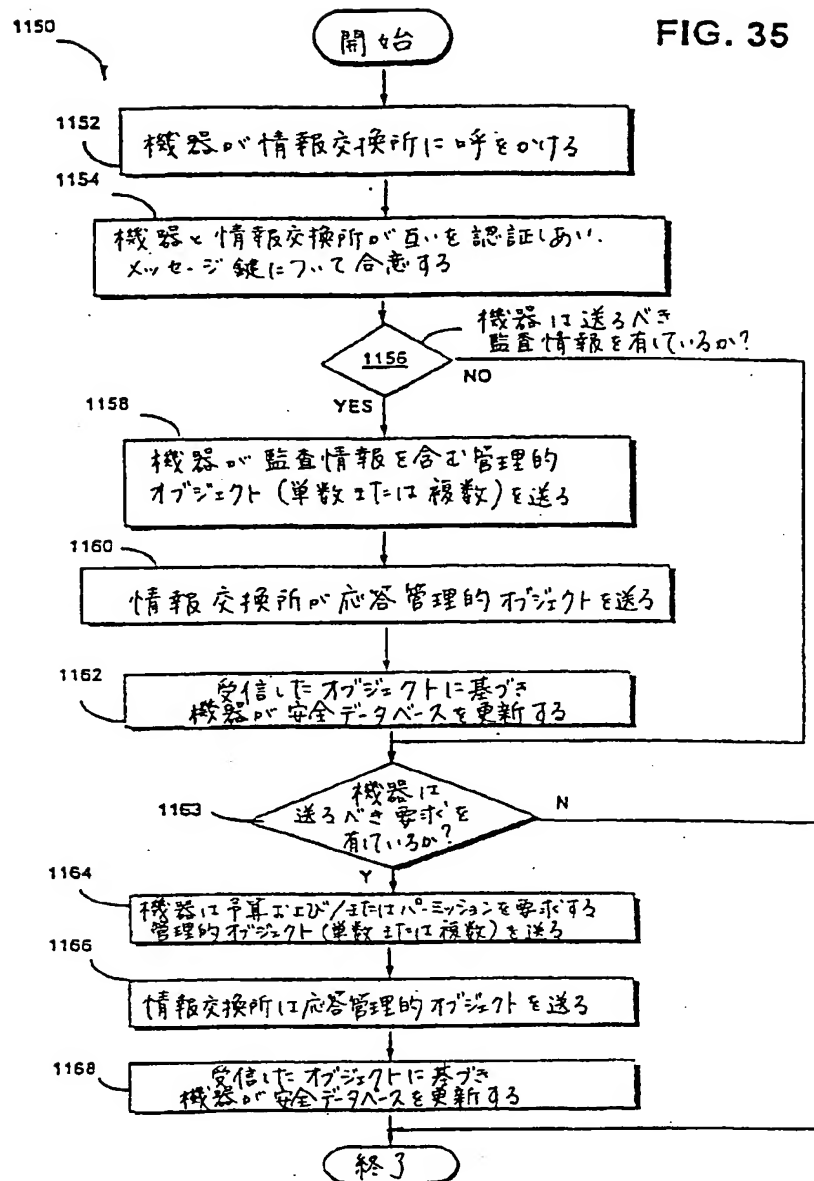 FIG. 35
1150
開始
1152
機器が情報交換所に呼をかける
1154
機器と情報交換所が互いを認証しあい、
メッセージ鍵について合意する
1156
機器は送るべき
監査情報を有しているか?
NO
YES
1158
機器が監査情報を含む管理的
オブジェクト(単数または複数)を送る
1160
情報交換所が応答管理的オブジェクトを送る
1162
受信したオブジェクトに基づき
機器が安全データベースを更新する
1163
機器は
送るべき要求を
有しているか?
N
Y
1164
機器は予算および/またはパーミッションを要求する
管理的オブジェクト(単数または複数)を送る
1166
情報交換所は応答管理的オブジェクトを送る
1168
受信したオブジェクトに基づき
機器が安全データベースを更新する
終了